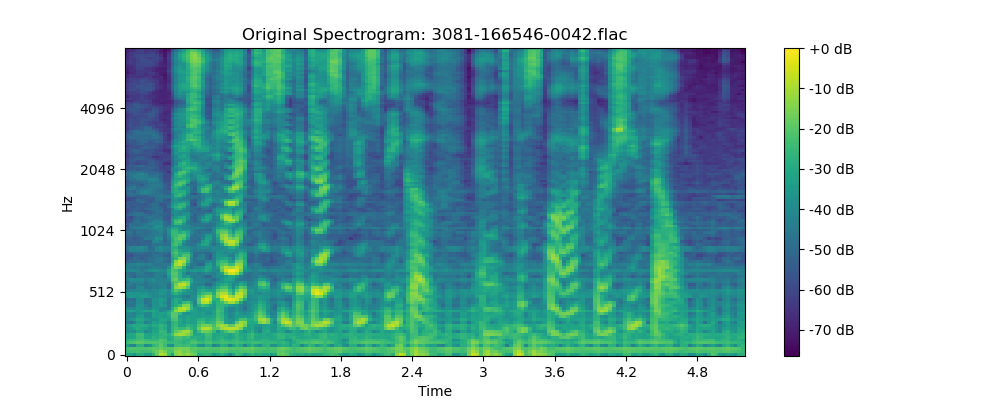 Original Spectrogram: 3081-166546-0042.flac
Hz
4096
2048
1024
512
0
0 0.6 1.2 1.8 2.4 3 3.6 4.2 4.8
Time
+0 dB
-10 dB
-20 dB
-30 dB
-40 dB
-50 dB
-60 dB
-70 dB